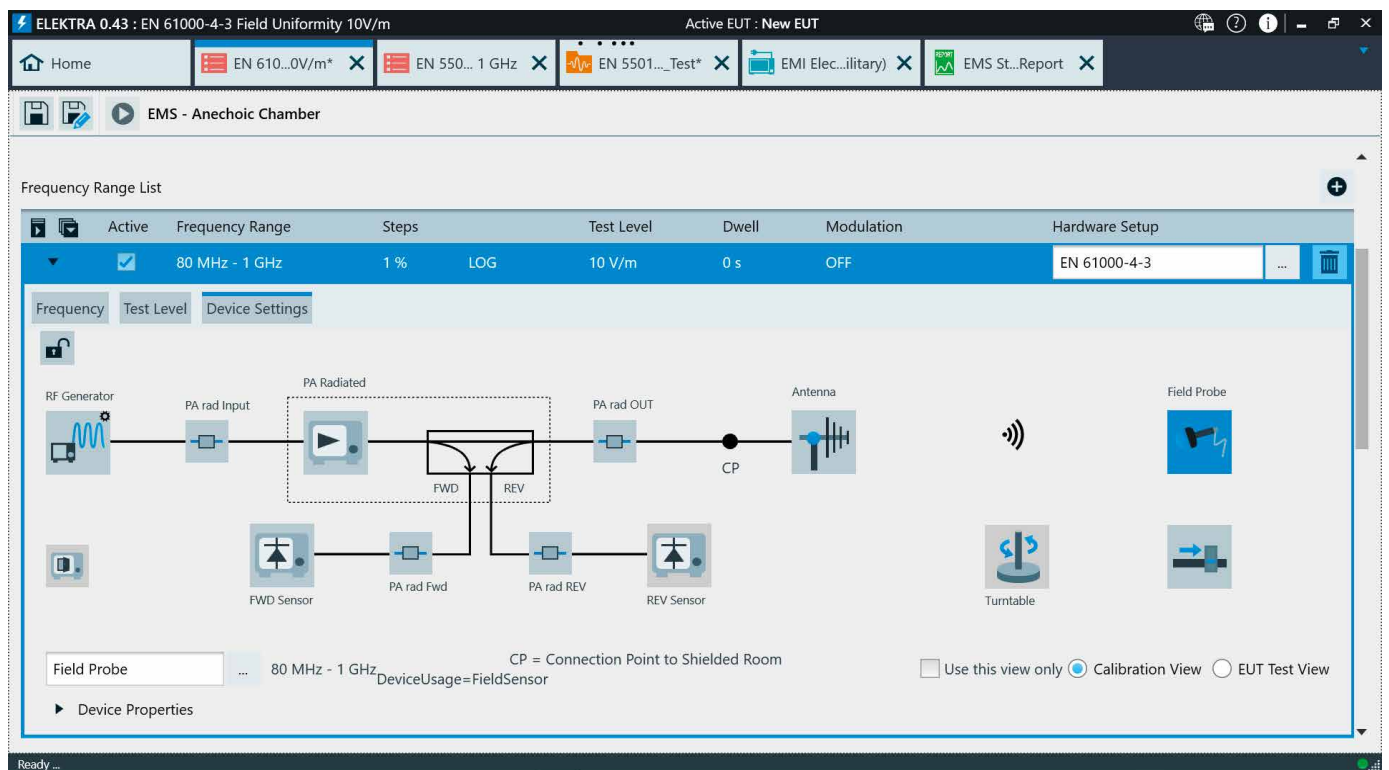 ELEKTRA 0.43 : EN 61000-4-3 Field Uniformity 10V/m Active EUT : New EUT
Home EN 610...0V/m* EN 550... 1 GHz EN 5501..._Test* EMI Elec...ilitary) EMS St...Report
EMS - Anechoic Chamber
Frequency Range List
Active Frequency Range Steps Test Level Dwell Modulation Hardware Setup
80 MHz - 1 GHz 1 % LOG 10 V/m 0 s OFF EN 61000-4-3 ...
Frequency Test Level Device Settings
PA Radiated
RF Generator PA rad Input PA rad OUT Antenna Field Probe
CP
FWD REV
PA rad Fwd PA rad REV
FWD Sensor REV Sensor Turntable
Field Probe ... 80 MHz - 1 GHz DeviceUsage=FieldSensor CP = Connection Point to Shielded Room Use this view only Calibration View EUT Test View
Device Properties
Ready ...